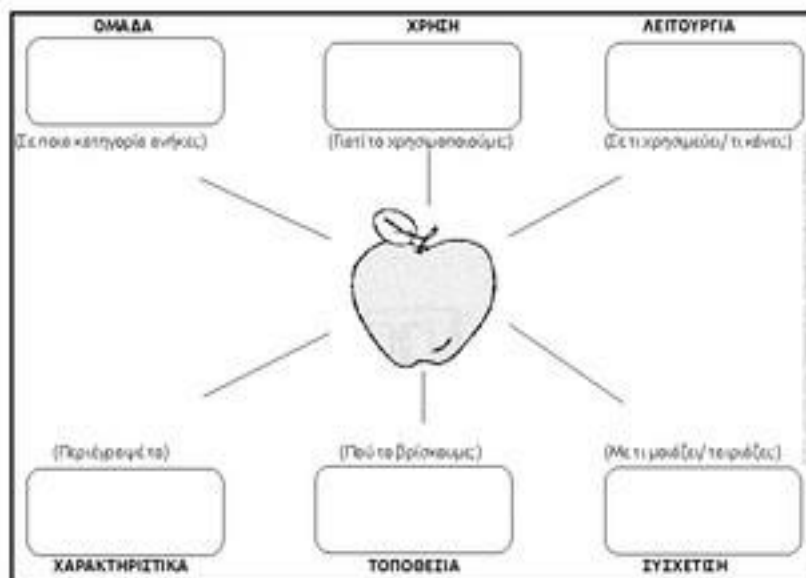 ΟΜΑΔΑ
ΧΡΗΣΗ
ΛΕΙΤΟΥΡΓΙΑ
(Σε ποια κατηγορία ανήκει;)
(Γιατί το χρησιμοποιούμε;)
(Σε τι χρησιμεύει/ τι κάνει;)
(Περιέγραψέ το)
(Πού το βρίσκουμε;)
(Με τι μοιάζει/ ταιριάζει;)
ΧΑΡΑΚΤΗΡΙΣΤΙΚΑ
ΤΟΠΟΘΕΣΙΑ
ΣΥΣΧΕΤΙΣΗ